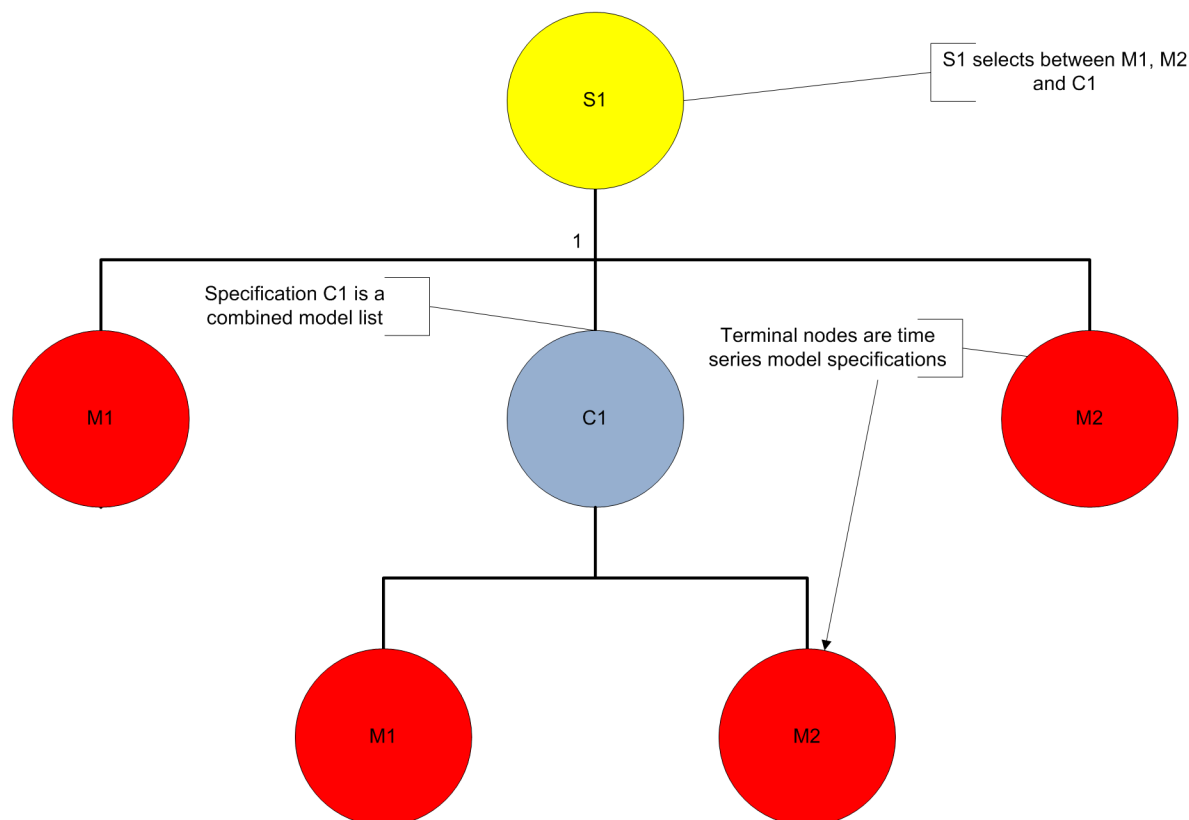 S1
S1 selects between M1, M2
and C1
1
Specification C1 is a
combined model list
Terminal nodes are time
series model specifications
M1
C1
M2
M1
M2